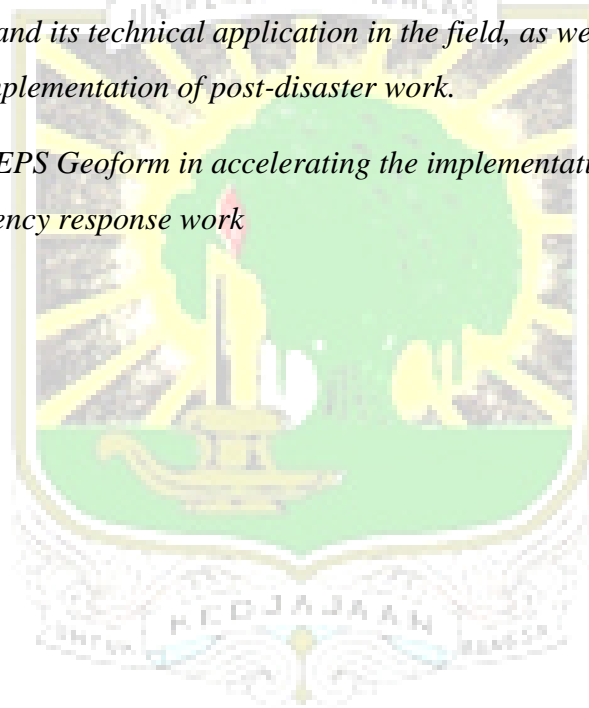 and its technical application in the field, as we
plementation of post-disaster work.
EPS Geoform in accelerating the implementati
ency response work
KEDJAJAAN